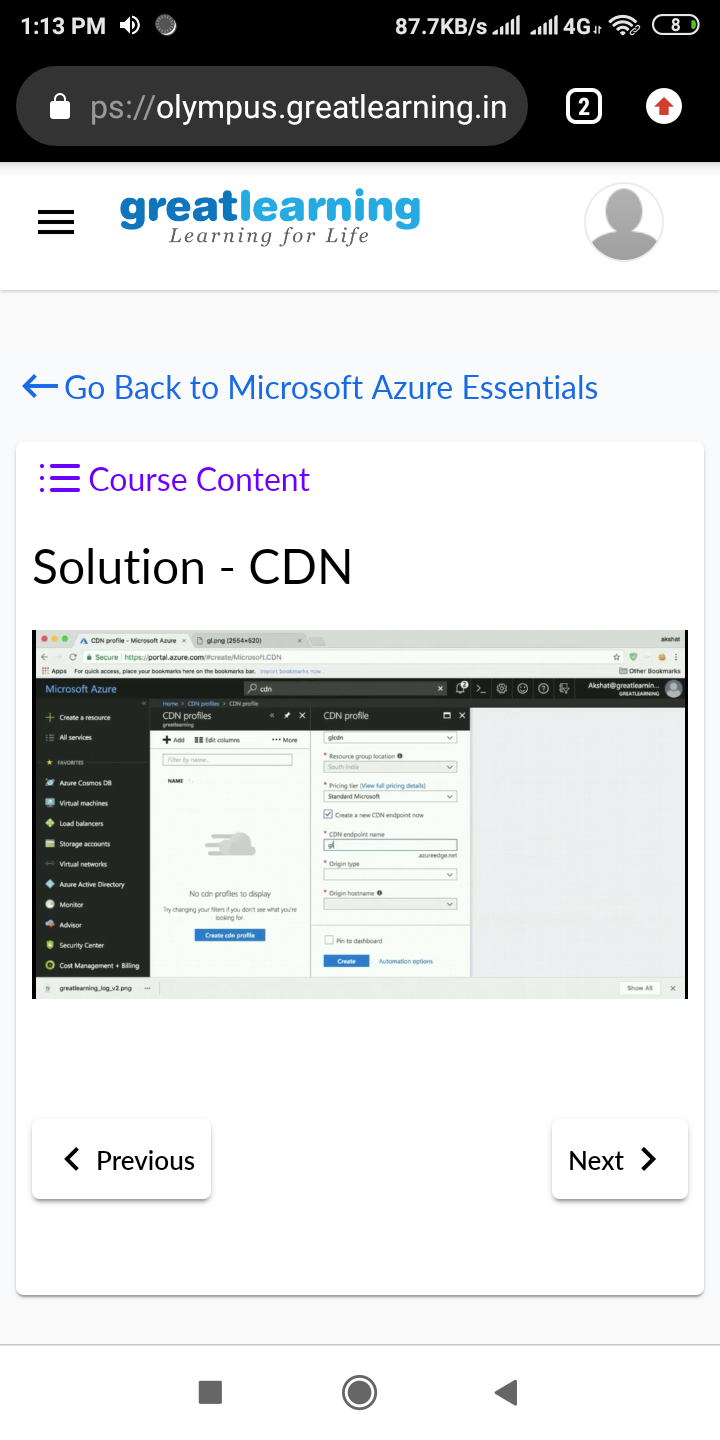 1:13 PM 87.7KB/s 4G 8
ps://olympus.greatlearning.in 2
greatlearning
Learning for Life
Go Back to Microsoft Azure Essentials
Course Content
Solution - CDN
CDN profile - Microsoft Azure × gl.png (2554×620) × akshat
Secure https://portal.azure.com/#create/Microsoft.CDN
Apps For quick access, place your bookmarks here on the bookmarks bar. Import bookmarks now... Other Bookmarks
Microsoft Azure cdn × 2 Akshat@greatlearnin...
GREATLEARNING
Home > CDN profiles > CDN profile
Create a resource
All services
FAVORITES
Azure Cosmos DB
Virtual machines
Load balancers
Storage accounts
Virtual networks
Azure Active Directory
Monitor
Advisor
Security Center
Cost Management + Billing
CDN profiles
greatlearning
Add Edit columns ••• More
Filter by name...
NAME
No cdn profiles to display
Try changing your filters if you don't see what you're
looking for.
Create cdn profile
CDN profile
glcdn
* Resource group location
South India
* Pricing tier (View full pricing details)
Standard Microsoft
Create a new CDN endpoint now
* CDN endpoint name
gl
.azureedge.net
* Origin type
* Origin hostname
Pin to dashboard
Create Automation options
greatlearning_log_v2.png Show All ×
Previous
Next